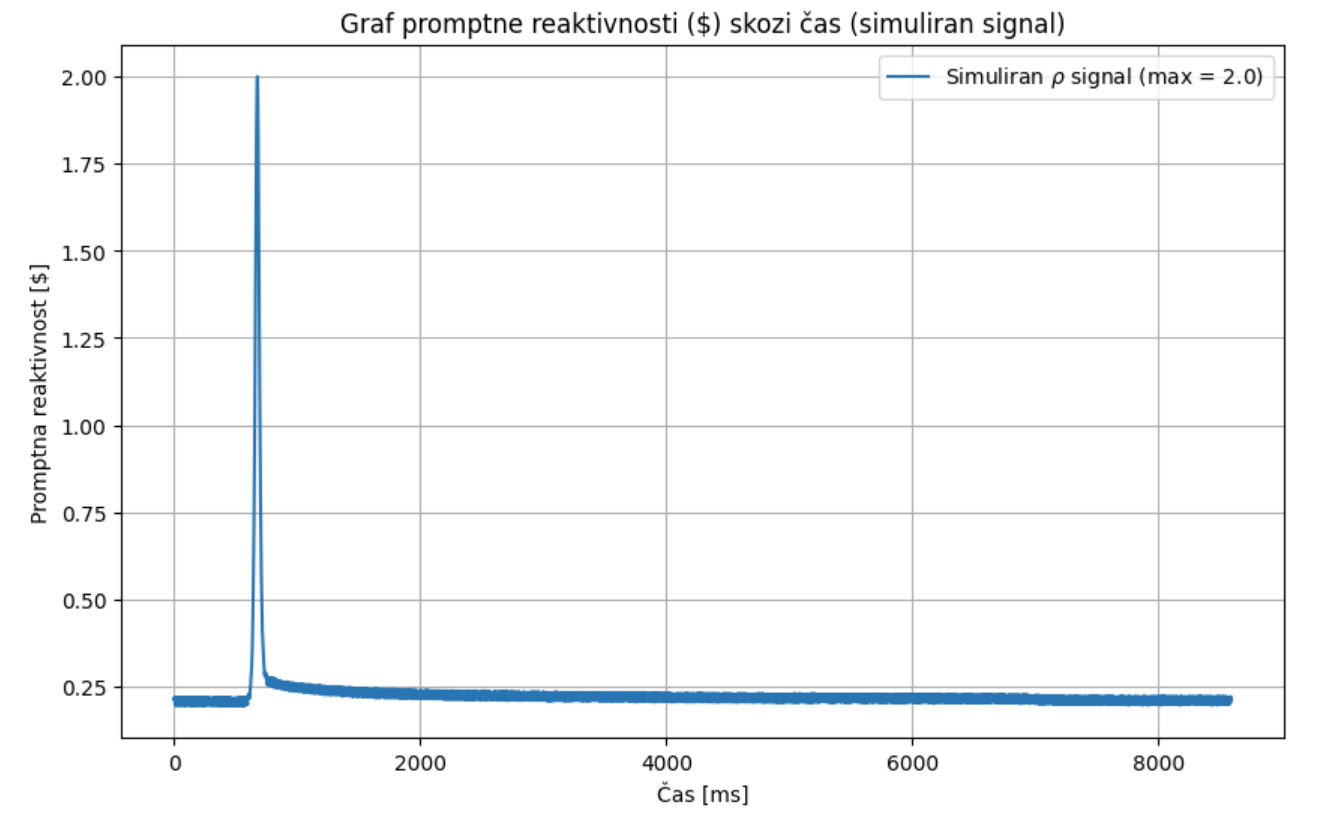 Graf promptne reaktivnosti ($) skozi čas (simuliran signal)
Simuliran ρ signal (max = 2.0)
Promptna reaktivnost [$]
2.00
1.75
1.50
1.25
1.00
0.75
0.50
0.25
0 2000 4000 6000 8000
Čas [ms]